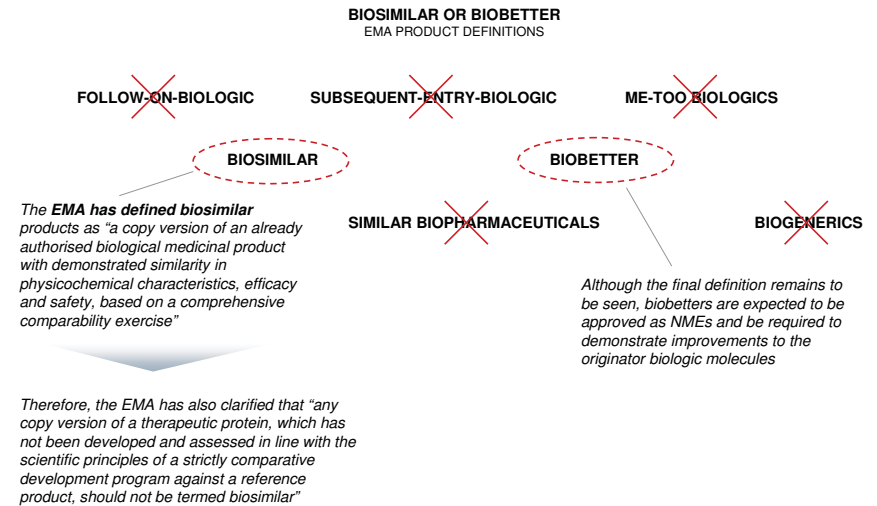 BIOSIMILAR OR BIOBETTER
EMA PRODUCT DEFINITIONS
FOLLOW-ON-BIOLOGIC
SUBSEQUENT-ENTRY-BIOLOGIC
ME-TOO BIOLOGICS
BIOSIMILAR
BIOBETTER
The EMA has defined biosimilar
products as “a copy version of an already
authorised biological medicinal product
with demonstrated similarity in
physicochemical characteristics, efficacy
and safety, based on a comprehensive
comparability exercise”
SIMILAR BIOPHARMACEUTICALS
BIOGENERICS
Although the final definition remains to
be seen, biobetters are expected to be
approved as NMEs and be required to
demonstrate improvements to the
originator biologic molecules
Therefore, the EMA has also clarified that “any
copy version of a therapeutic protein, which has
not been developed and assessed in line with the
scientific principles of a strictly comparative
development program against a reference
product, should not be termed biosimilar”